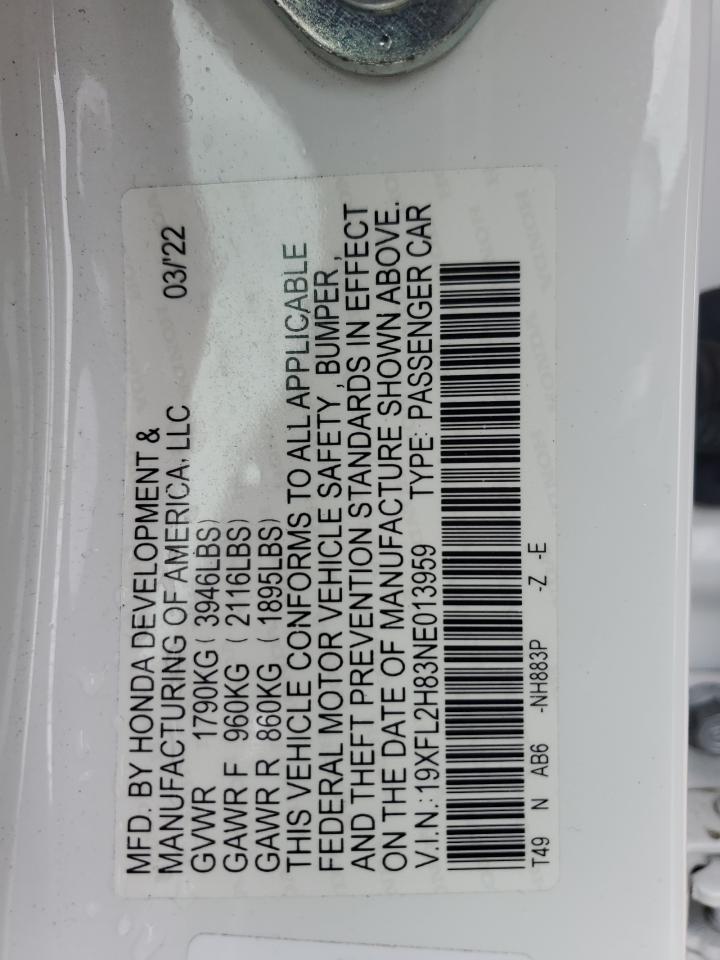 MFD. BY HONDA DEVELOPMENT &
MANUFACTURING OF AMERICA, LLC 03/'22
GVWR 1790KG ( 3946LBS)
GAWR F 960KG ( 2116LBS)
GAWR R 860KG ( 1895LBS)
THIS VEHICLE CONFORMS TO ALL APPLICABLE
FEDERAL MOTOR VEHICLE SAFETY , BUMPER ,
AND THEFT PREVENTION STANDARDS IN EFFECT
ON THE DATE OF MANUFACTURE SHOWN ABOVE.
V.I.N.:19XFL2H83NE013959 TYPE: PASSENGER CAR
T49 N AB6 -NH883P -Z -E